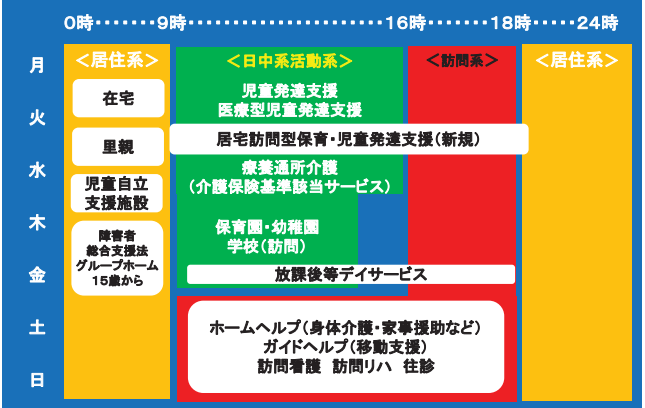 0時・・・・・・・9時・・・・・・・・・・・・・・・・・・・・・・16時・・・・・・・18時・・・・・24時
月
火
水
木
金
土
日
＜居住系＞
在宅
里親
児童自立
支援施設
障害者
総合支援法
グループホーム
15歳から
＜日中系活動系＞
児童発達支援
医療型児童発達支援
居宅訪問型保育・児童発達支援（新規）
療養通所介護
（介護保険基準該当サービス）
保育園・幼稚園
学校（訪問）
放課後等デイサービス
＜訪問系＞
ホームヘルプ（身体介護・家事援助など）
ガイドヘルプ（移動支援）
訪問看護　訪問リハ　往診
＜居住系＞